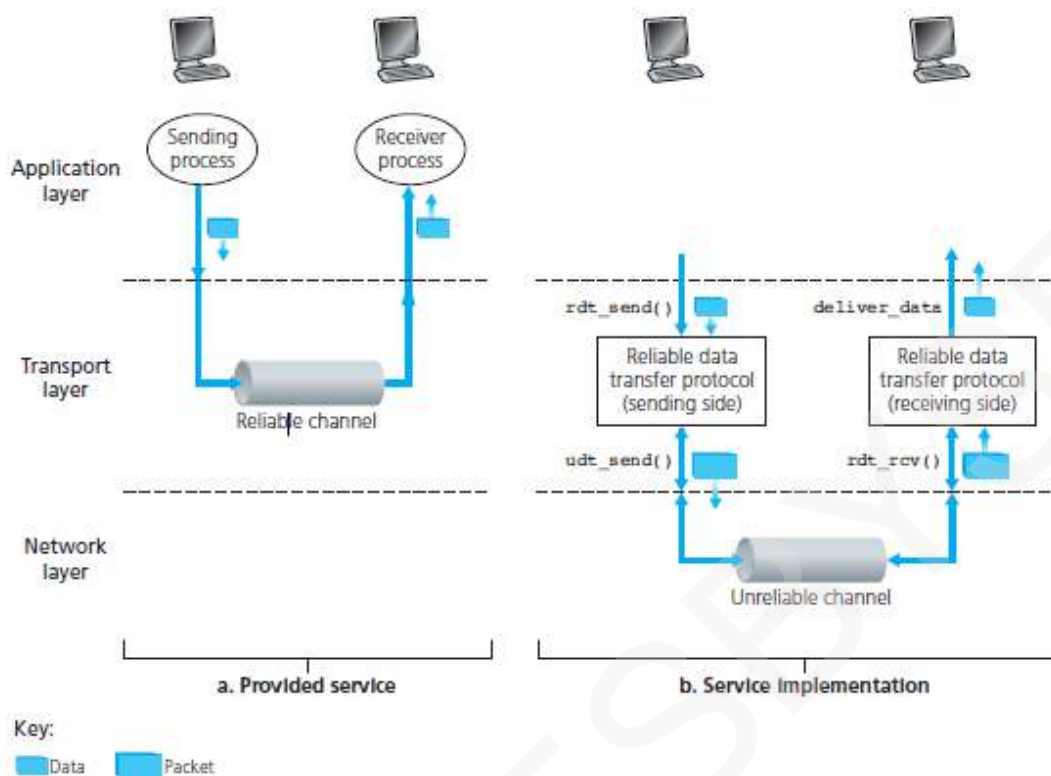 Sending
process
Receiver
process
Application
layer
rdt_send()
deliver_data
Transport
layer
Reliable channel
Reliable data
transfer protocol
(sending side)
Reliable data
transfer protocol
(receiving side)
udt_send()
rdt_rcv()
Network
layer
Unreliable channel
a. Provided service
b. Service implementation
Key:
Data
Packet